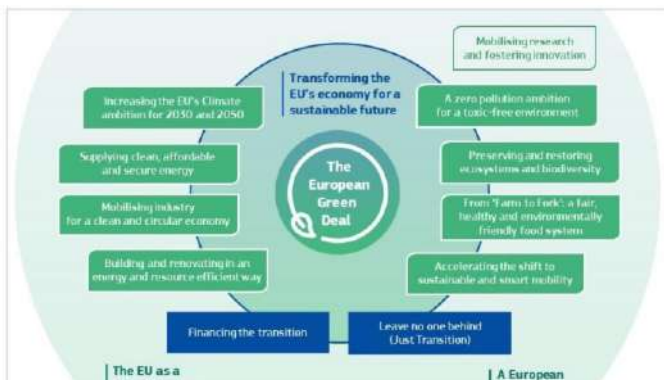 Mobilising research
and fostering innovation
Transforming the
EU's economy for a
sustainable future
Increasing the EU's Climate
ambition for 2030 and 2050
A zero pollution ambition
for a toxic-free environment
Supplying clean, affordable
and secure energy
Preserving and restoring
ecosystems and biodiversity
The
European
Green
Deal
Mobilising industry
for a clean and circular economy
From 'Farm to Fork': a fair,
healthy and environmentally
friendly food system
Building and renovating in an
energy and resource efficient way
Accelerating the shift to
sustainable and smart mobility
Financing the transition
Leave no one behind
(Just Transition)
The EU as a
A European